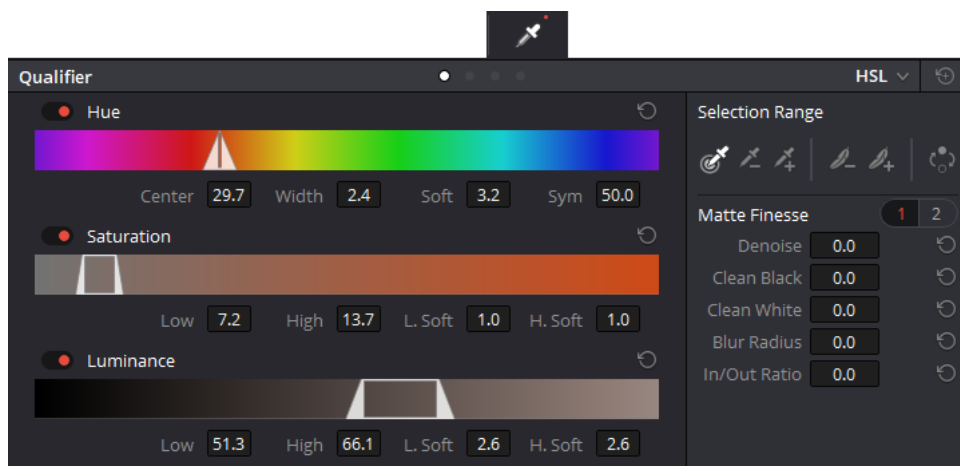 Qualifier HSL
Hue
Center 29.7 Width 2.4 Soft 3.2 Sym 50.0
Saturation
Low 7.2 High 13.7 L. Soft 1.0 H. Soft 1.0
Luminance
Low 51.3 High 66.1 L. Soft 2.6 H. Soft 2.6
Selection Range
Matte Finesse 1 2
Denoise 0.0
Clean Black 0.0
Clean White 0.0
Blur Radius 0.0
In/Out Ratio 0.0